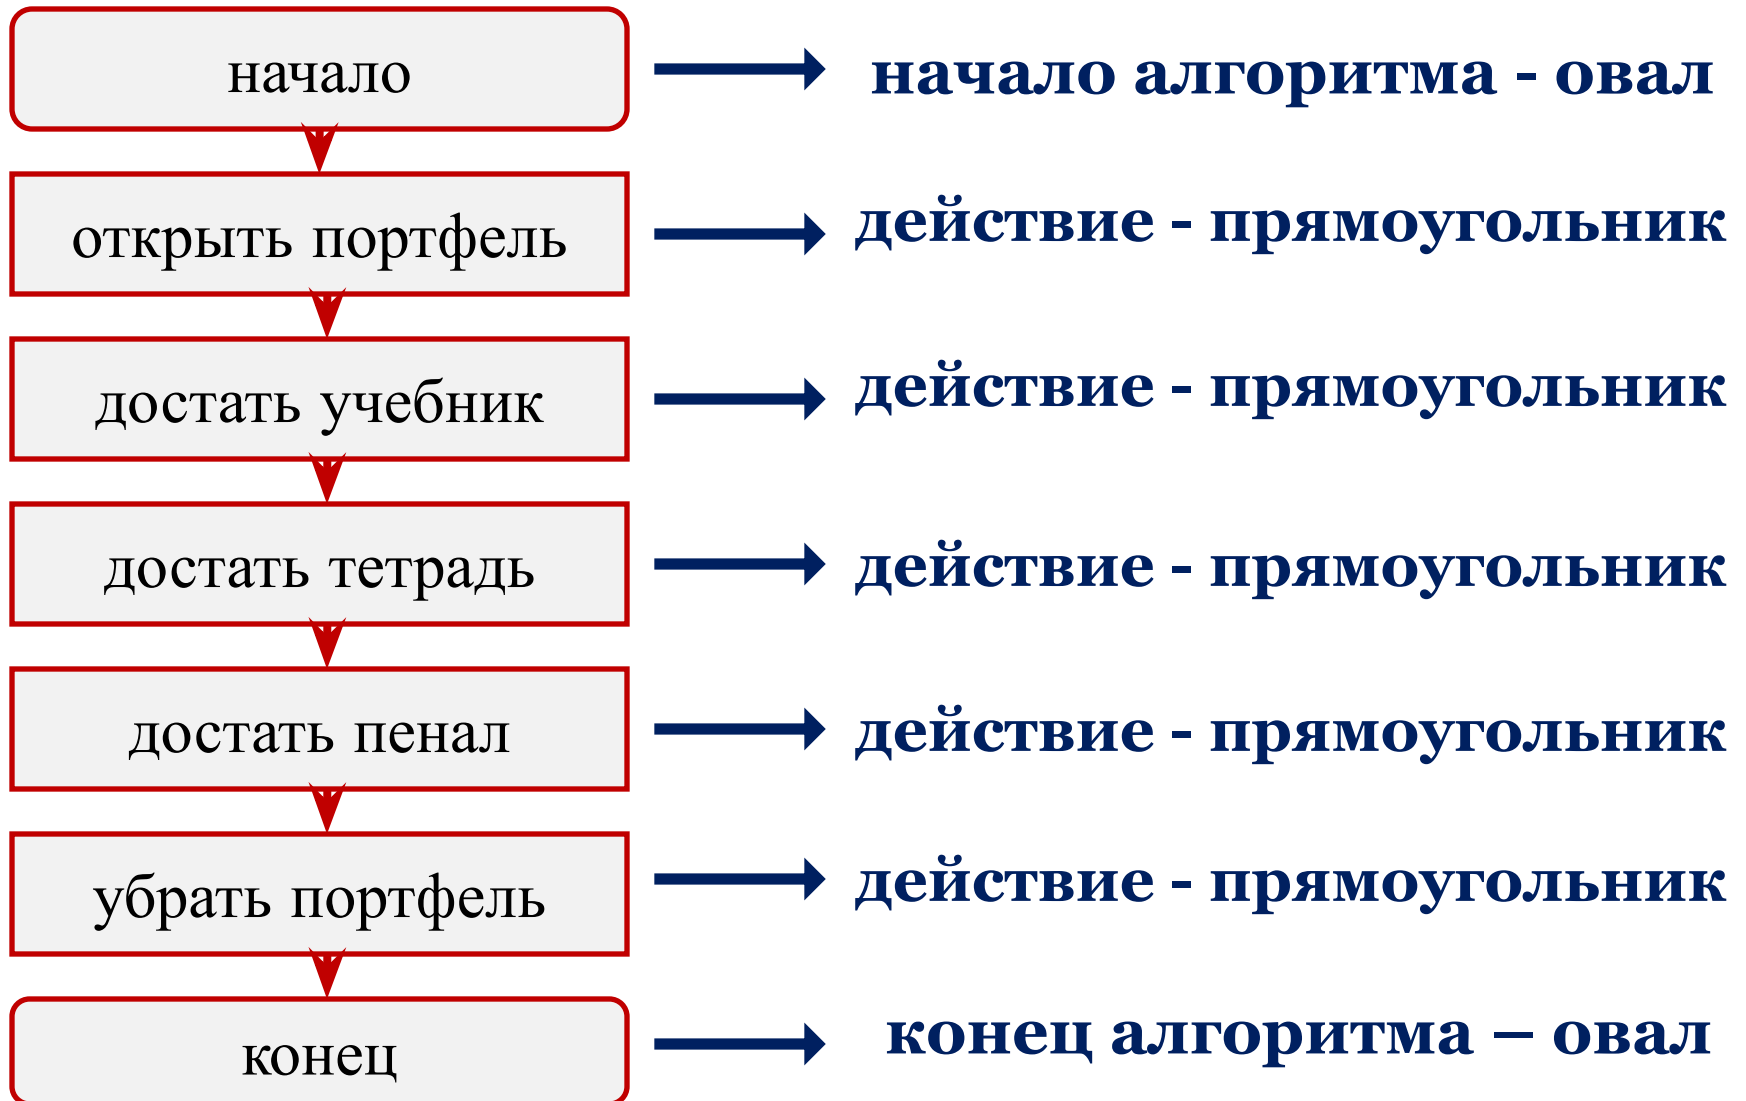 начало
начало алгоритма - овал
открыть портфель
действие - прямоугольник
достать учебник
действие - прямоугольник
достать тетрадь
действие - прямоугольник
достать пенал
действие - прямоугольник
убрать портфель
действие - прямоугольник
конец
конец алгоритма – овал